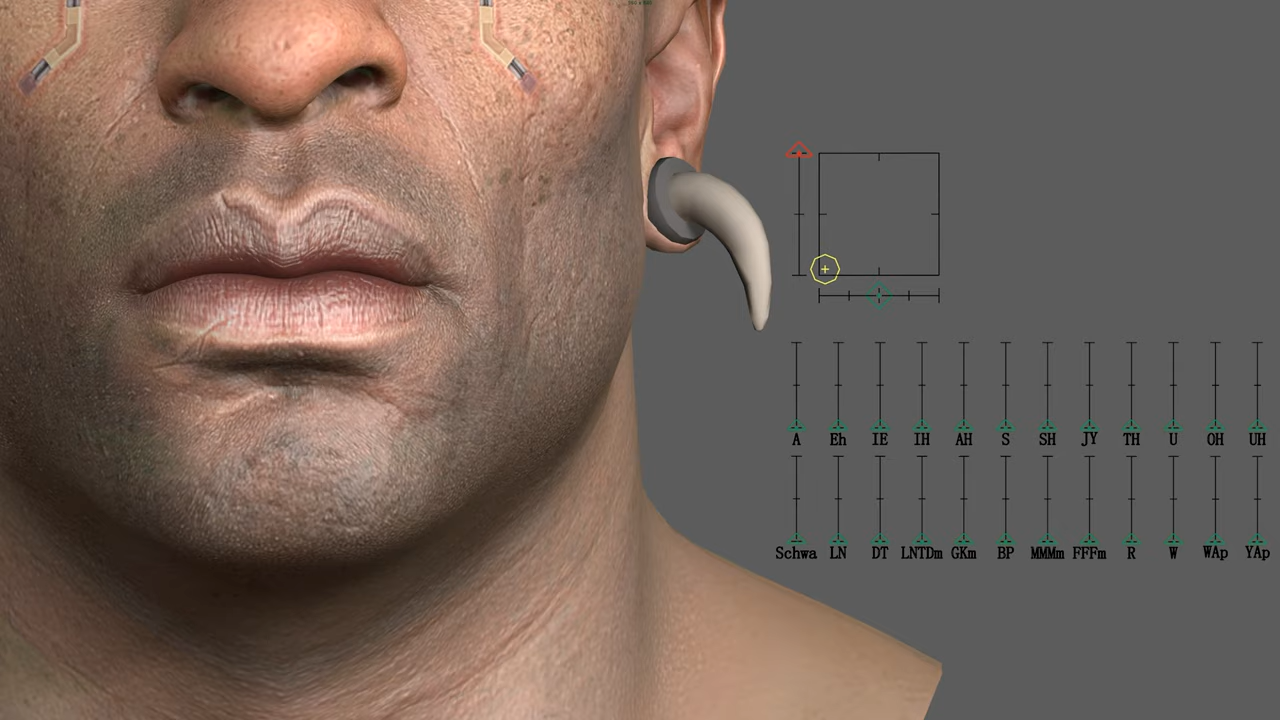 A Eh IE IH AH S SH JY TH U OH UH
Schwa LN DT LNTDm GKm BP MMMm FFFm R W WAp YAp